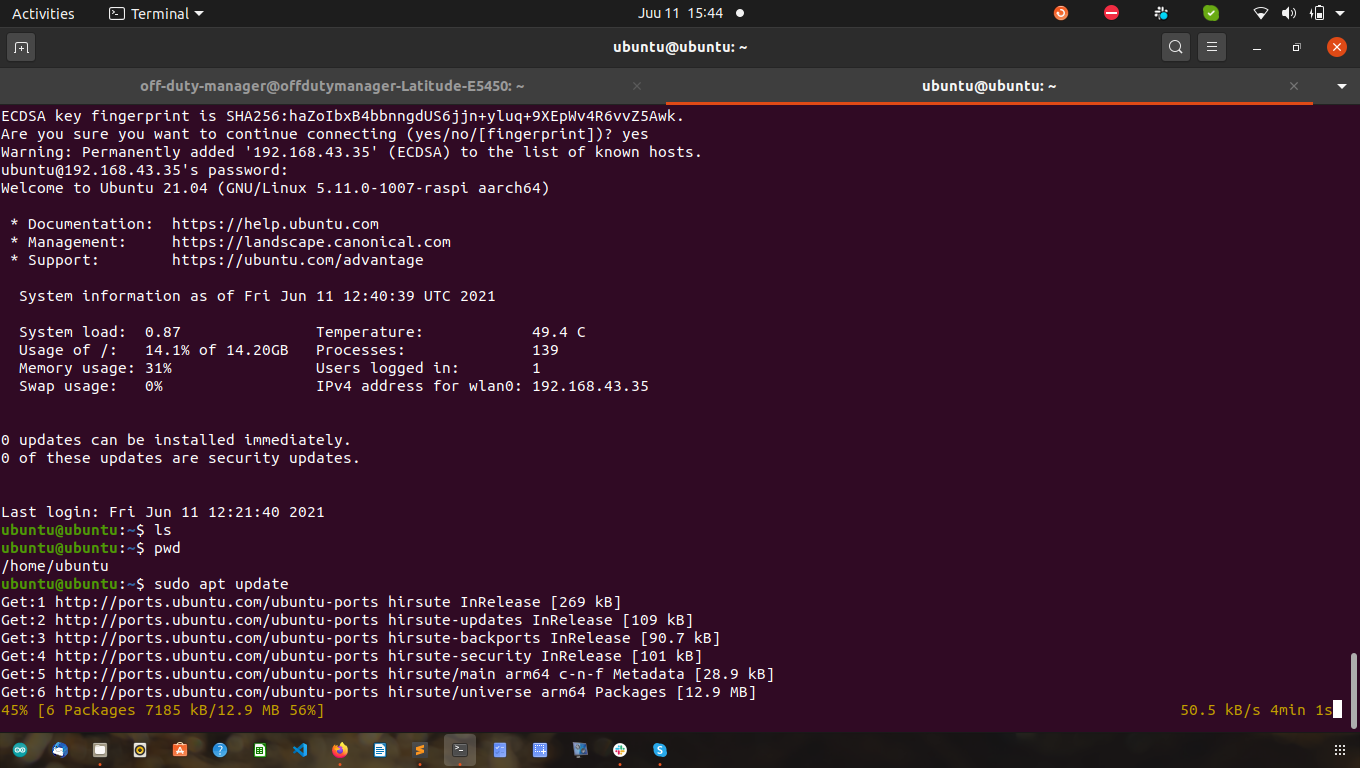 Activities Terminal Juu 11 15:44
ubuntu@ubuntu: ~
off-duty-manager@offdutymanager-Latitude-E5450: ~ ubuntu@ubuntu: ~
ECDSA key fingerprint is SHA256:haZoIbxB4bbnngdUS6jjn+yluq+9XEpWv4R6vvZ5Awk.
Are you sure you want to continue connecting (yes/no/[fingerprint])? yes
Warning: Permanently added '192.168.43.35' (ECDSA) to the list of known hosts.
ubuntu@192.168.43.35's password:
Welcome to Ubuntu 21.04 (GNU/Linux 5.11.0-1007-raspi aarch64)
* Documentation: https://help.ubuntu.com
* Management: https://landscape.canonical.com
* Support: https://ubuntu.com/advantage
System information as of Fri Jun 11 12:40:39 UTC 2021
System load: 0.87 Temperature: 49.4 C
Usage of /: 14.1% of 14.20GB Processes: 139
Memory usage: 31% Users logged in: 1
Swap usage: 0% IPv4 address for wlan0: 192.168.43.35
0 updates can be installed immediately.
0 of these updates are security updates.
Last login: Fri Jun 11 12:21:40 2021
ubuntu@ubuntu:~$ ls
ubuntu@ubuntu:~$ pwd
/home/ubuntu
ubuntu@ubuntu:~$ sudo apt update
Get:1 http://ports.ubuntu.com/ubuntu-ports hirsute InRelease [269 kB]
Get:2 http://ports.ubuntu.com/ubuntu-ports hirsute-updates InRelease [109 kB]
Get:3 http://ports.ubuntu.com/ubuntu-ports hirsute-backports InRelease [90.7 kB]
Get:4 http://ports.ubuntu.com/ubuntu-ports hirsute-security InRelease [101 kB]
Get:5 http://ports.ubuntu.com/ubuntu-ports hirsute/main arm64 c-n-f Metadata [28.9 kB]
Get:6 http://ports.ubuntu.com/ubuntu-ports hirsute/universe arm64 Packages [12.9 MB]
45% [6 Packages 7185 kB/12.9 MB 56%] 50.5 kB/s 4min 1s